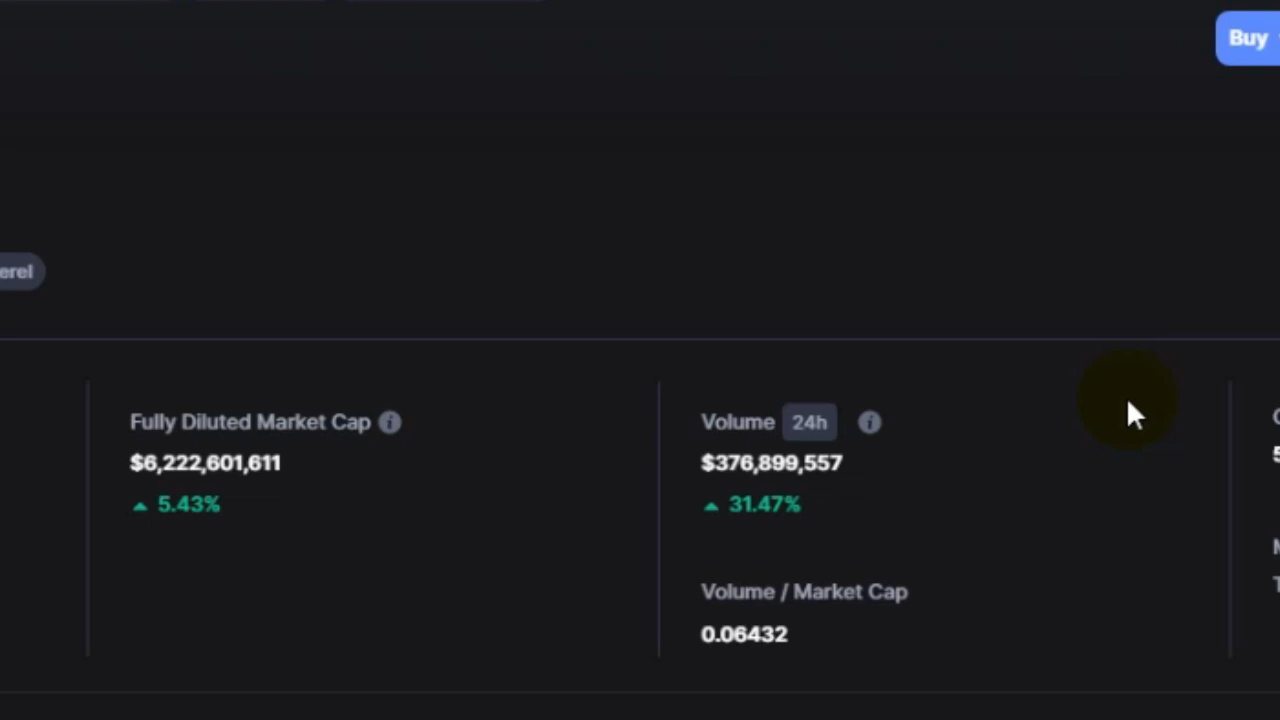 Buy
erel
Fully Diluted Market Cap
$6,222,601,611
5.43%
Volume 24h
$376,899,557
31.47%
Volume / Market Cap
0.06432